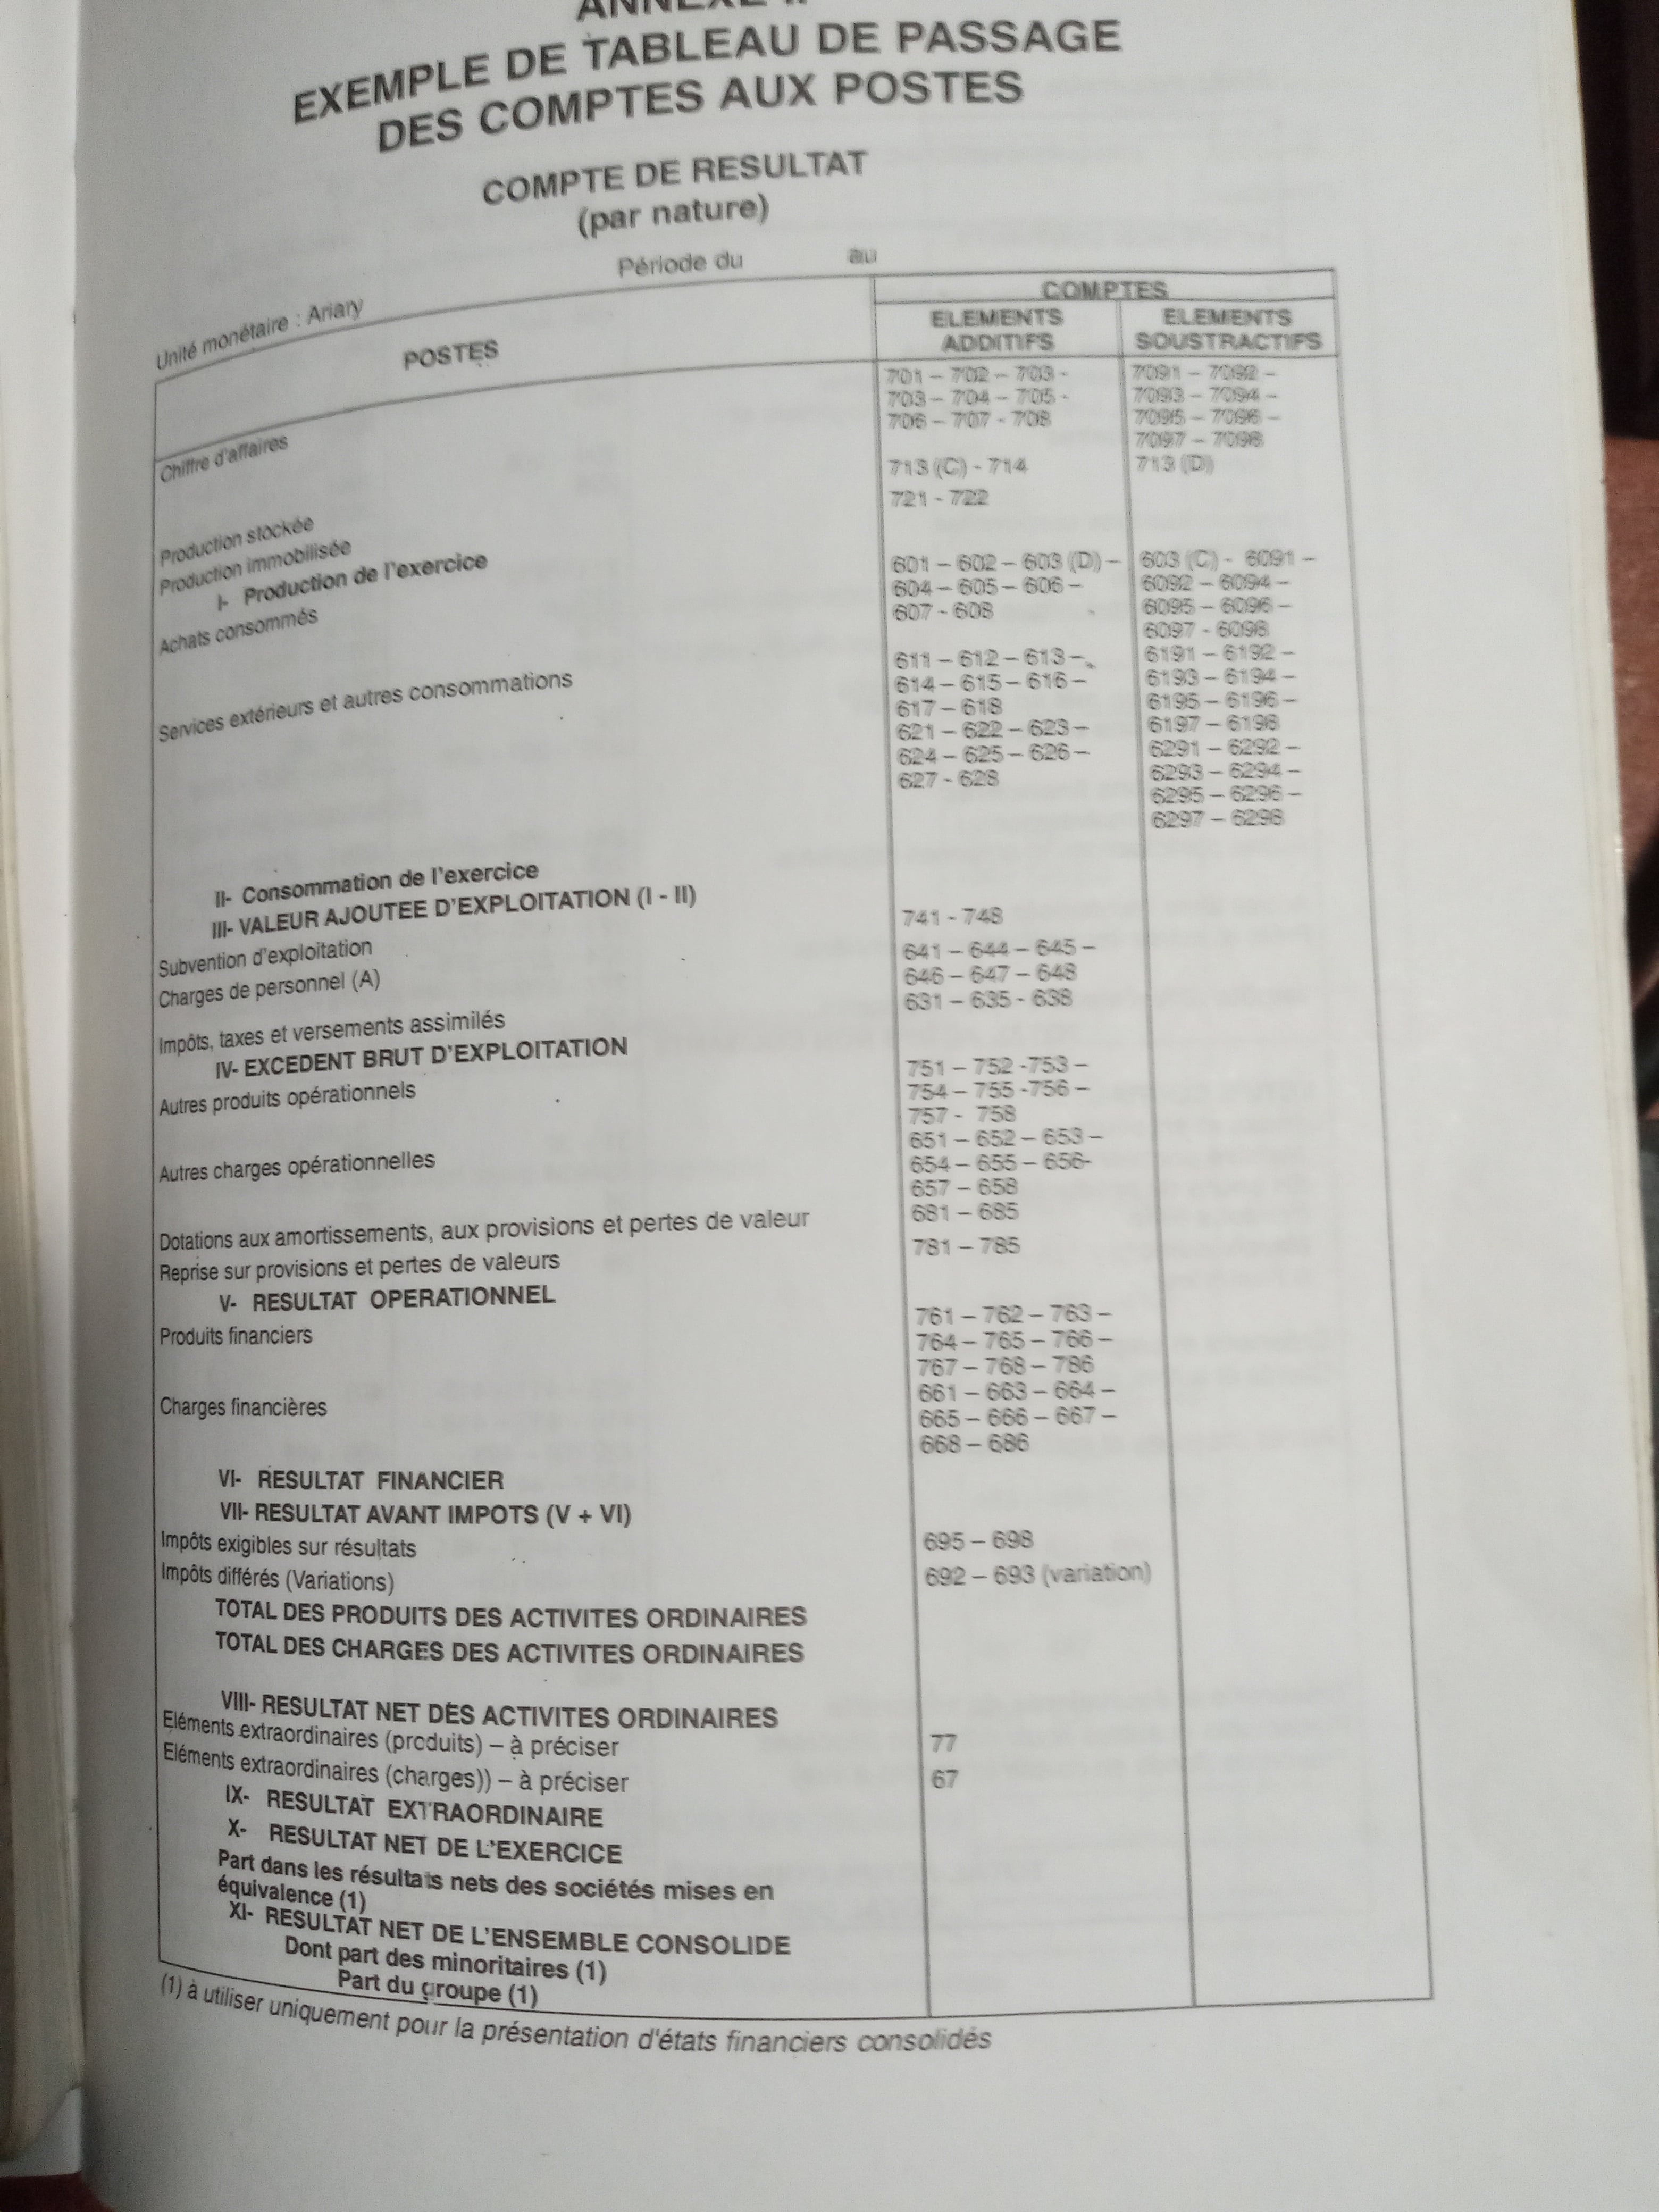 EXEMPLE DE TABLEAU DE PASSAGE
DES COMPTES AUX POSTES
COMPTE DE RESULTAT
(par nature)
Période du au
Unité monétaire : Ariary
POSTES
COMPTES
ELEMENTS ADDITIFS
ELEMENTS SOUSTRACTIFS
Chiffre d'affaires
701 – 702 – 703 -
7091 – 7092 –
703 – 704 – 705 -
7093 – 7094 –
706 – 707 - 708
7095 – 7096 –
7097 – 7098
Production stockée
713 (C) - 714
713 (D)
Production immobilisée
721 - 722
I- Production de l'exercice
Achats consommés
601 – 602 – 603 (D) –
603 (C) - 6091 –
604 – 605 – 606 –
6092 – 6094 –
607 - 608
6095 – 6096 –
6097 - 6098
Services extérieurs et autres consommations
611 – 612 – 613 –
6191 – 6192 –
614 – 615 – 616 –
6193 – 6194 –
617 – 618
6195 – 6196 –
621 – 622 – 623 –
6197 – 6198
624 – 625 – 626 –
6291 – 6292 –
627 - 628
6293 – 6294 –
6295 – 6296 –
6297 – 6298
II- Consommation de l'exercice
III- VALEUR AJOUTEE D'EXPLOITATION (I - II)
Subvention d'exploitation
741 - 748
Charges de personnel (A)
641 – 644 – 645 –
646 – 647 – 648
Impôts, taxes et versements assimilés
631 – 635 - 638
IV- EXCEDENT BRUT D'EXPLOITATION
Autres produits opérationnels
751 – 752 -753 –
754 – 755 -756 –
757 - 758
Autres charges opérationnelles
651 – 652 – 653 –
654 – 655 – 656-
657 – 658
Dotations aux amortissements, aux provisions et pertes de valeur
681 – 685
Reprise sur provisions et pertes de valeurs
781 – 785
V- RESULTAT OPERATIONNEL
Produits financiers
761 – 762 – 763 –
764 – 765 – 766 –
767 – 768 – 786
Charges financières
661 – 663 – 664 –
665 – 666 – 667 –
668 – 686
VI- RESULTAT FINANCIER
VII- RESULTAT AVANT IMPOTS (V + VI)
Impôts exigibles sur résultats
695 – 698
Impôts différés (Variations)
692 – 693 (variation)
TOTAL DES PRODUITS DES ACTIVITES ORDINAIRES
TOTAL DES CHARGES DES ACTIVITES ORDINAIRES
VIII- RESULTAT NET DES ACTIVITES ORDINAIRES
Eléments extraordinaires (produits) – à préciser
77
Eléments extraordinaires (charges)) – à préciser
67
IX- RESULTAT EXTRAORDINAIRE
X- RESULTAT NET DE L'EXERCICE
Part dans les résultats nets des sociétés mises en
équivalence (1)
XI- RESULTAT NET DE L'ENSEMBLE CONSOLIDE
Dont part des minoritaires (1)
Part du groupe (1)
(1) à utiliser uniquement pour la présentation d'états financiers consolidés